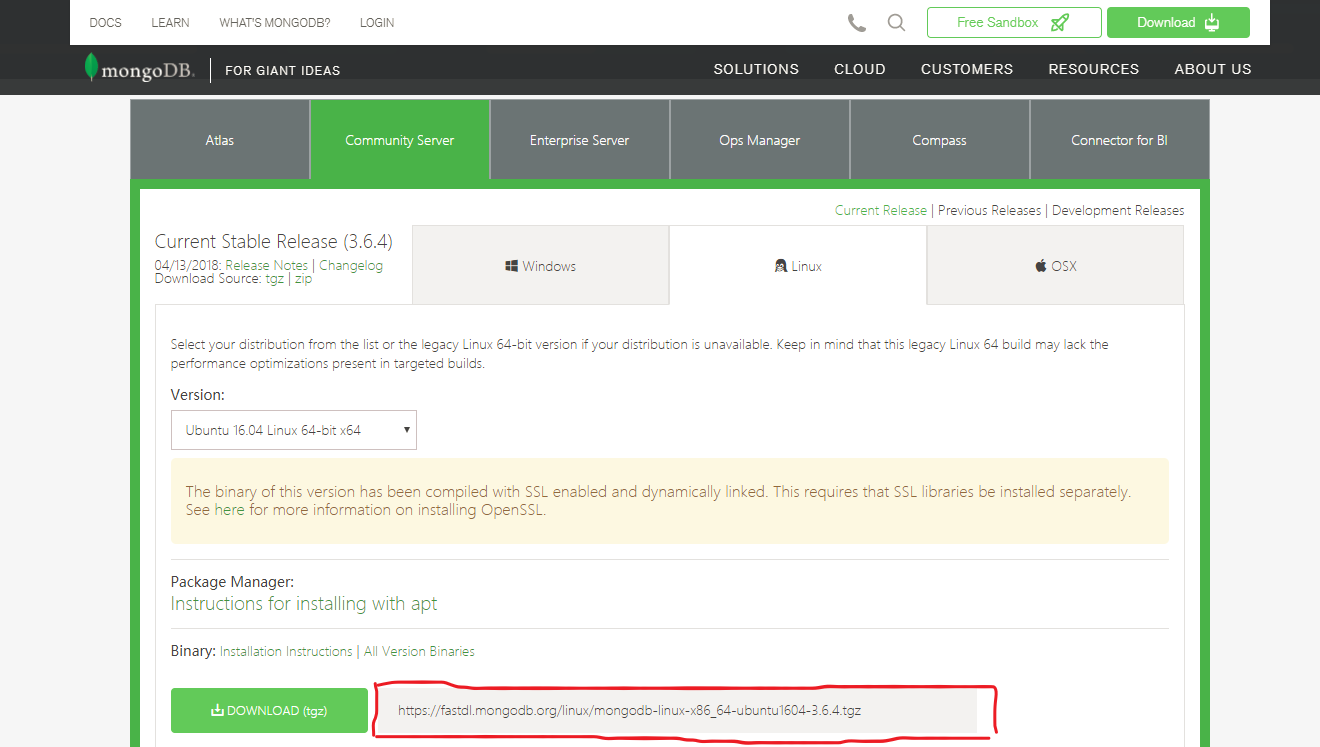 DOCS LEARN WHAT'S MONGODB? LOGIN Free Sandbox Download
mongoDB. FOR GIANT IDEAS SOLUTIONS CLOUD CUSTOMERS RESOURCES ABOUT US
Atlas Community Server Enterprise Server Ops Manager Compass Connector for BI
Current Release | Previous Releases | Development Releases
Current Stable Release (3.6.4)
04/13/2018: Release Notes | Changelog
Download Source: tgz | zip
Windows Linux OSX
Select your distribution from the list or the legacy Linux 64-bit version if your distribution is unavailable. Keep in mind that this legacy Linux 64 build may lack the
performance optimizations present in targeted builds.
Version:
Ubuntu 16.04 Linux 64-bit x64
The binary of this version has been compiled with SSL enabled and dynamically linked. This requires that SSL libraries be installed separately.
See here for more information on installing OpenSSL.
Package Manager:
Instructions for installing with apt
Binary: Installation Instructions | All Version Binaries
DOWNLOAD (tgz) https://fastdl.mongodb.org/linux/mongodb-linux-x86_64-ubuntu1604-3.6.4.tgz